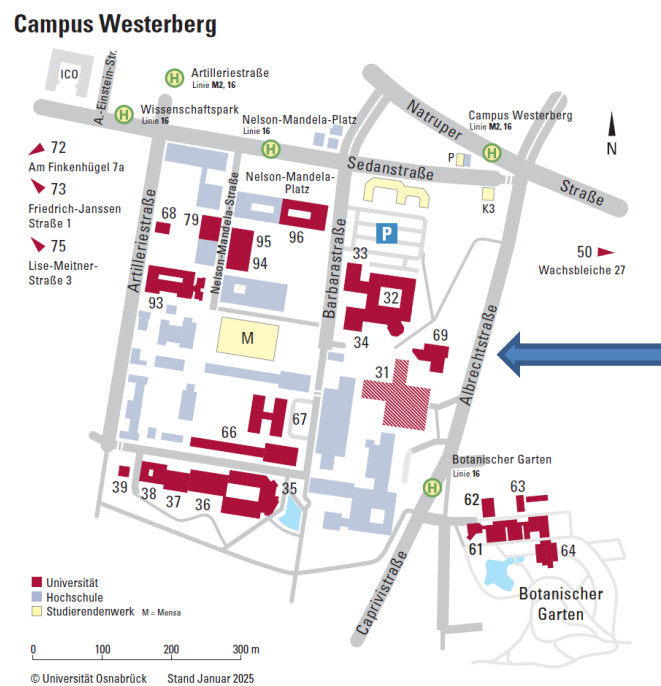 Campus Westerberg
ICO
A.-Einstein-Str.
H
Artilleriestraße
Linie M2, 16
H
Wissenschaftspark
Linie 16
Nelson-Mandela-Platz
Linie 16
H
Natruper
Straße
Campus Westerberg
Linie M2, 16
H
N
72
Am Finkenhügel 7a
73
Friedrich-Janssen
Straße 1
75
Lise-Meitner-
Straße 3
Sedanstraße
P
K3
Nelson-Mandela-
Platz
Artilleriestraße
Nelson-Mandela-Straße
Barbarastraße
Albrechtstraße
68
79
95
94
96
P
33
32
34
50
Wachsbleiche 27
93
M
69
31
66
67
39
38
37
36
35
Botanischer Garten
Linie 16
H
62
63
61
64
Caprivistraße
Botanischer
Garten
Universität
Hochschule
Studierendenwerk M = Mensa
0 100 200 300 m
© Universität Osnabrück Stand Januar 2025